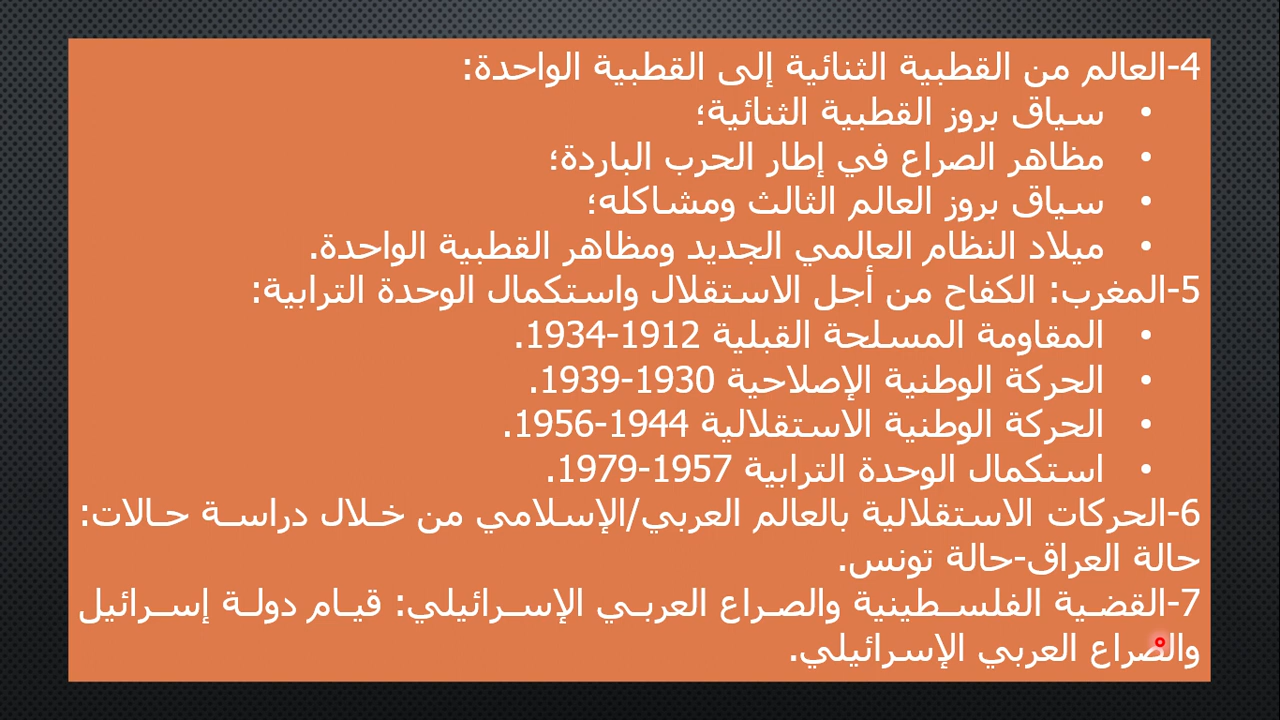 4-العالم من القطبية الثنائية إلى القطبية الواحدة:
• سياق بروز القطبية الثنائية؛
• مظاهر الصراع في إطار الحرب الباردة؛
• سياق بروز العالم الثالث ومشاكله؛
• ميلاد النظام العالمي الجديد ومظاهر القطبية الواحدة.
5-المغرب: الكفاح من أجل الاستقلال واستكمال الوحدة الترابية:
• المقاومة المسلحة القبلية 1912-1934.
• الحركة الوطنية الإصلاحية 1930-1939.
• الحركة الوطنية الاستقلالية 1944-1956.
• استكمال الوحدة الترابية 1957-1979.
6-الحركات الاستقلالية بالعالم العربي/الإسلامي من خلال دراسة حالات:
حالة العراق-حالة تونس.
7-القضية الفلسطينية والصراع العربي الإسرائيلي: قيام دولة إسرائيل
والصراع العربي الإسرائيلي.